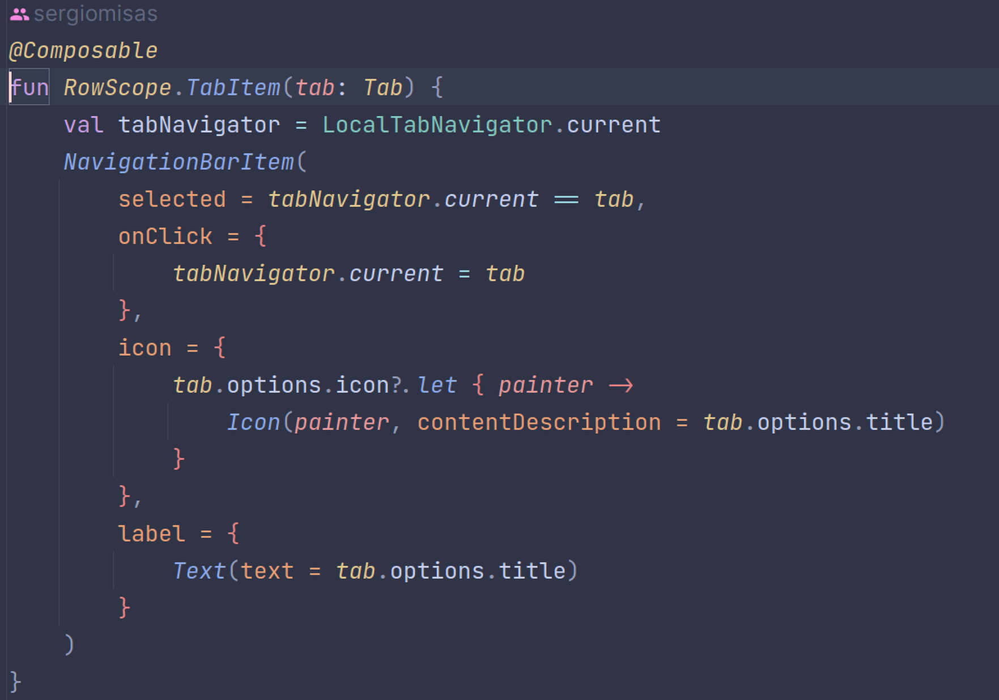 sergiomisas
@Composable
fun RowScope.TabItem(tab: Tab) {
    val tabNavigator = LocalTabNavigator.current
    NavigationBarItem(
        selected = tabNavigator.current == tab,
        onClick = {
            tabNavigator.current = tab
        },
        icon = {
            tab.options.icon?.let { painter ->
                Icon(painter, contentDescription = tab.options.title)
            }
        },
        label = {
            Text(text = tab.options.title)
        }
    )
}